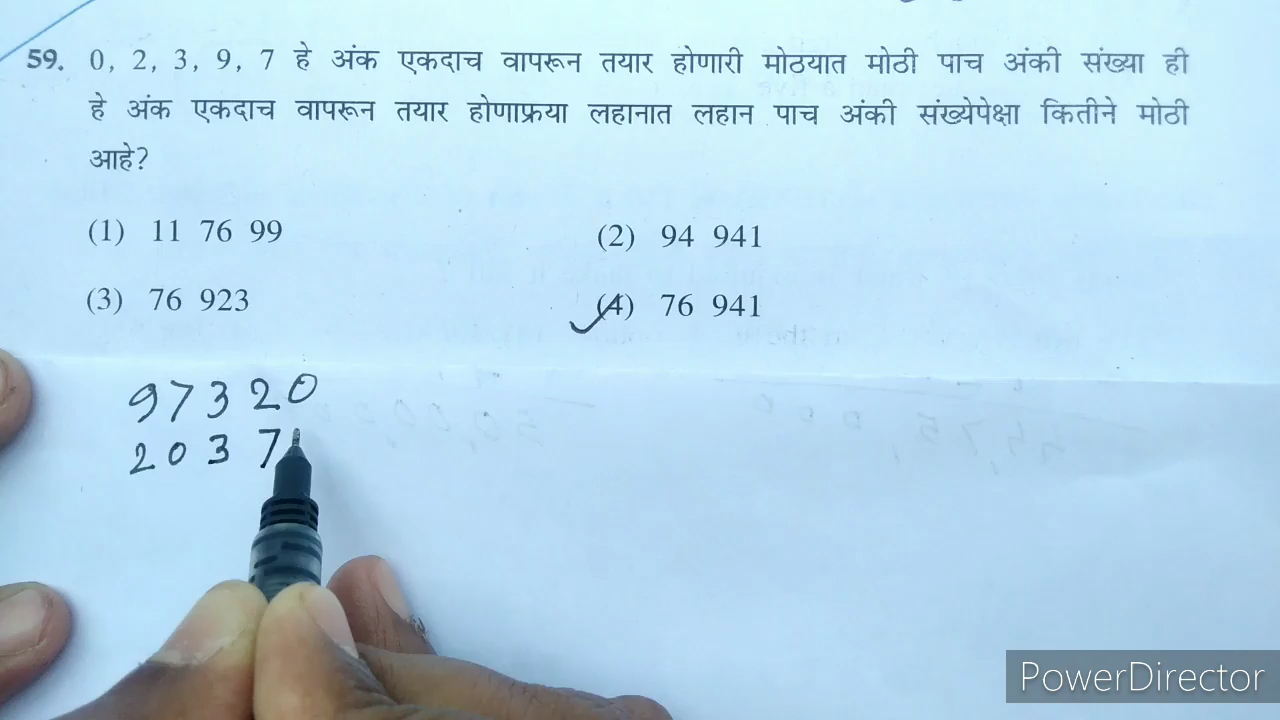 59. 0, 2, 3, 9, 7 हे अंक एकदाच वापरून तयार होणारी मोठयात मोठी पाच अंकी संख्या ही
हे अंक एकदाच वापरून तयार होणाफ्रया लहानात लहान पाच अंकी संख्येपेक्षा कितीने मोठी
आहे?
(1) 11 76 99 (2) 94 941
(3) 76 923 (4) 76 941
97320
2037
PowerDirector